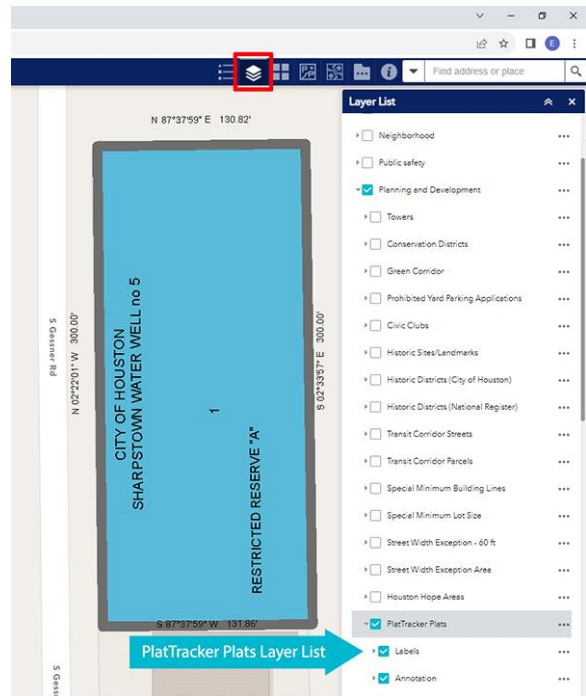 E
Find address or place
Layer List
N 87°37'59" E 130.82'
Neighborhood
Public safety
Planning and Development
Towers
Conservation Districts
Green Corridor
Prohibited Yard Parking Applications
Civic Clubs
Historic Sites/Landmarks
Historic Districts (City of Houston)
Historic Districts (National Register)
Transit Corridor Streets
Transit Corridor Parcels
Special Minimum Building Lines
Special Minimum Lot Size
Street Width Exception - 60 ft
Street Width Exception Area
Houston Hope Areas
PlatTracker Plats
Labels
Annotation
S Gessner Rd
N 02°22'01" W 300.00'
CITY OF HOUSTON
SHARPSTOWN WATER WELL no 5
1
RESTRICTED RESERVE "A"
S 02°33'57" E 300.00'
S 87°37'59" W 131.86'
PlatTracker Plats Layer List
S Gess